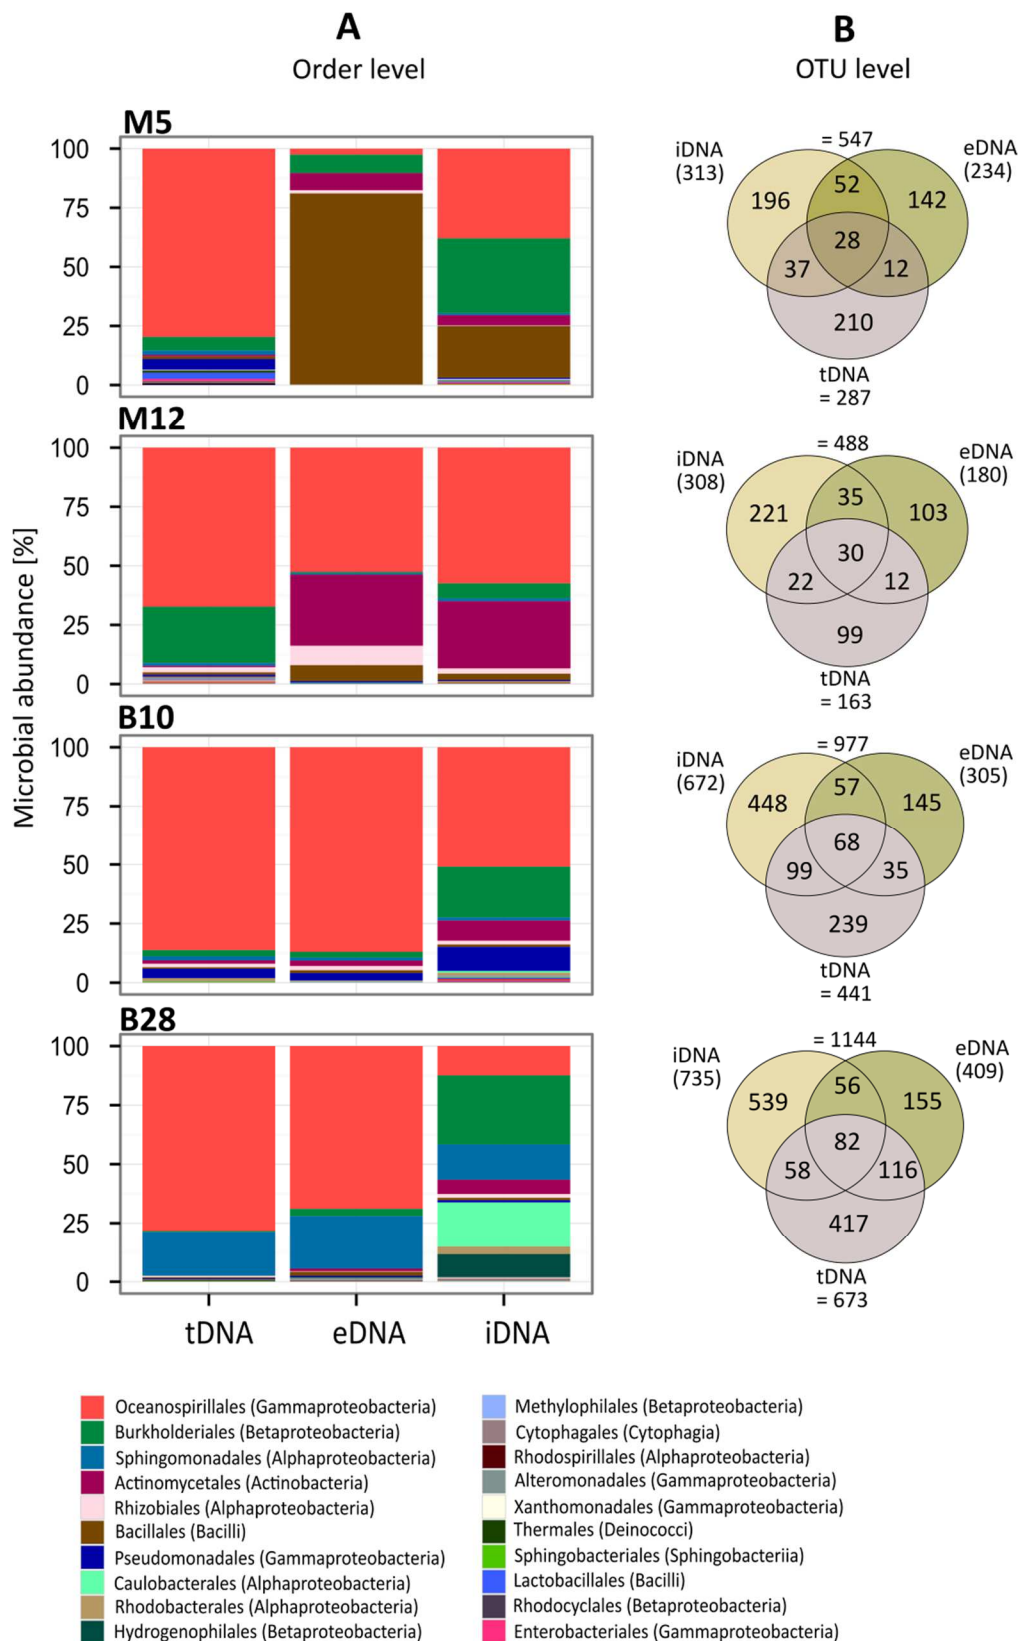 A
Order level
B
OTU level
Microbial abundance [%]
M5
100
75
50
25
0
iDNA
(313)
= 547
eDNA
(234)
196
52
142
28
37
12
210
tDNA
= 287
M12
100
75
50
25
0
iDNA
(308)
= 488
eDNA
(180)
221
35
103
30
22
12
99
tDNA
= 163
B10
100
75
50
25
0
iDNA
(672)
= 977
eDNA
(305)
448
57
145
68
99
35
239
tDNA
= 441
B28
100
75
50
25
0
iDNA
(735)
= 1144
eDNA
(409)
539
56
155
82
58
116
417
tDNA
= 673
tDNA
eDNA
iDNA
Oceanospirillales (Gammaproteobacteria)
Burkholderiales (Betaproteobacteria)
Sphingomonadales (Alphaproteobacteria)
Actinomycetales (Actinobacteria)
Rhizobiales (Alphaproteobacteria)
Bacillales (Bacilli)
Pseudomonadales (Gammaproteobacteria)
Caulobacterales (Alphaproteobacteria)
Rhodobacterales (Alphaproteobacteria)
Hydrogenophilales (Betaproteobacteria)
Methylophilales (Betaproteobacteria)
Cytophagales (Cytophagia)
Rhodospirillales (Alphaproteobacteria)
Alteromonadales (Gammaproteobacteria)
Xanthomonadales (Gammaproteobacteria)
Thermales (Deinococci)
Sphingobacteriales (Sphingobacteriia)
Lactobacillales (Bacilli)
Rhodocyclales (Betaproteobacteria)
Enterobacteriales (Gammaproteobacteria)